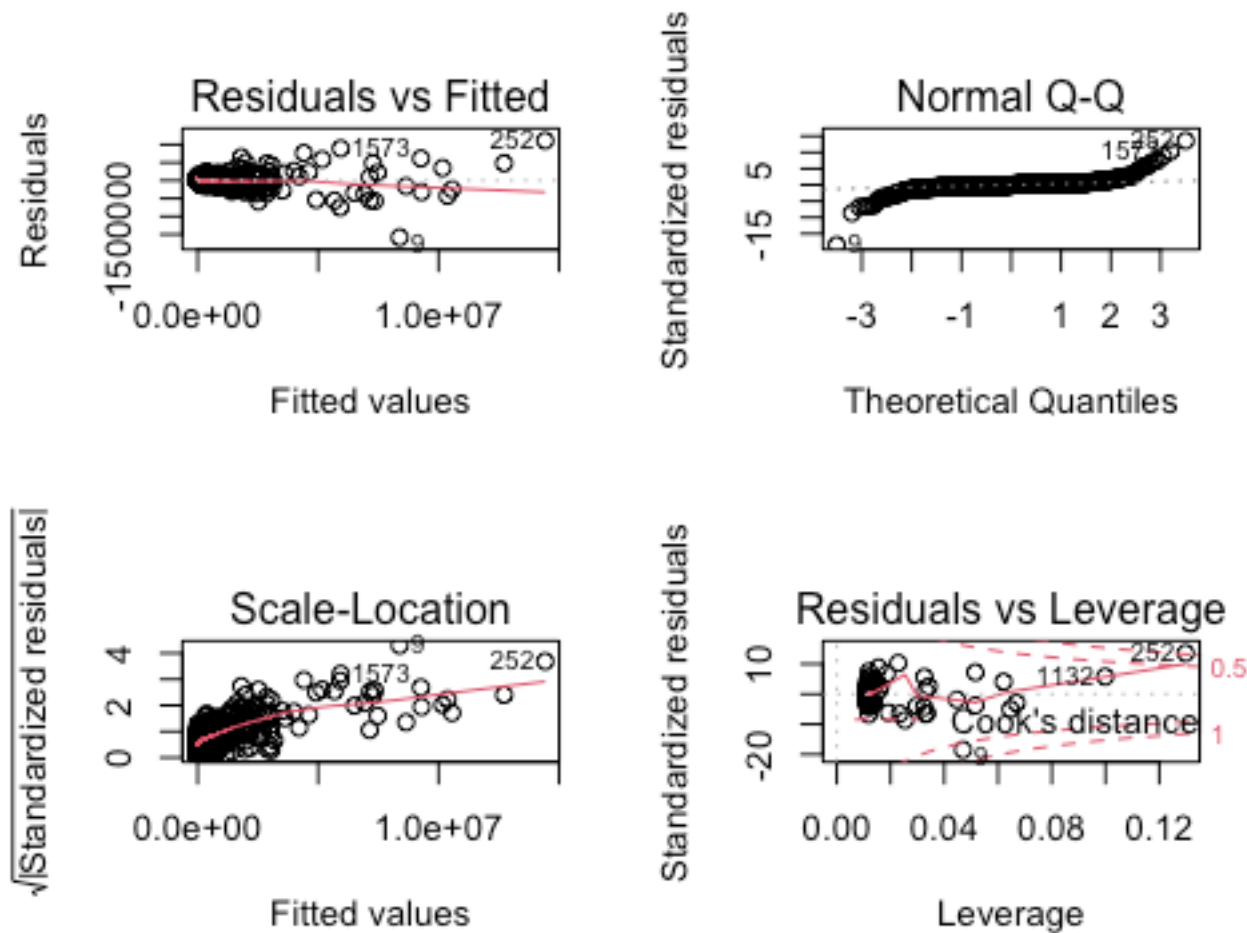 Residuals vs Fitted
Residuals
-1500000
1573
252
9
0.0e+00 1.0e+07
Fitted values
Normal Q-Q
Standardized residuals
5
-15
252
9
-3 -1 1 2 3
Theoretical Quantiles
Scale-Location
√|Standardized residuals|
4
2
0
9
1573
252
0.0e+00 1.0e+07
Fitted values
Residuals vs Leverage
Standardized residuals
10
-20
252
1132
0.5
Cook's distance
1
9
0.00 0.04 0.08 0.12
Leverage